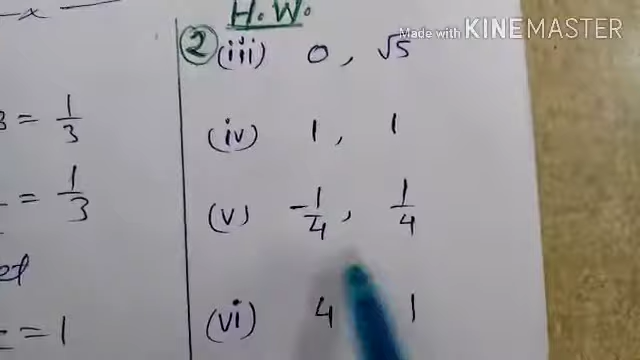 Made with KINEMASTER
H.W.
x
② (iii) 0, √5
= 1/3
(iv) 1, 1
= 1/3
(v) -1/4, 1/4
= 1
(vi) 4 1